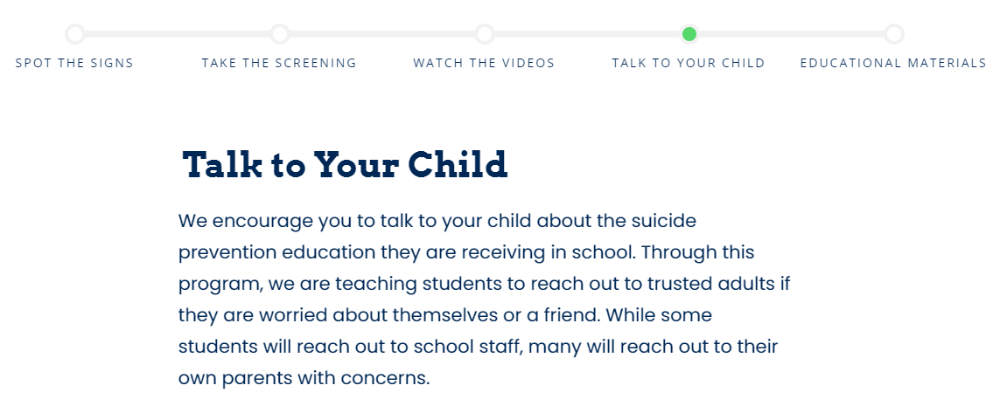 SPOT THE SIGNS
TAKE THE SCREENING
WATCH THE VIDEOS
TALK TO YOUR CHILD
EDUCATIONAL MATERIALS
Talk to Your Child
We encourage you to talk to your child about the suicide
prevention education they are receiving in school. Through this
program, we are teaching students to reach out to trusted adults if
they are worried about themselves or a friend. While some
students will reach out to school staff, many will reach out to their
own parents with concerns.